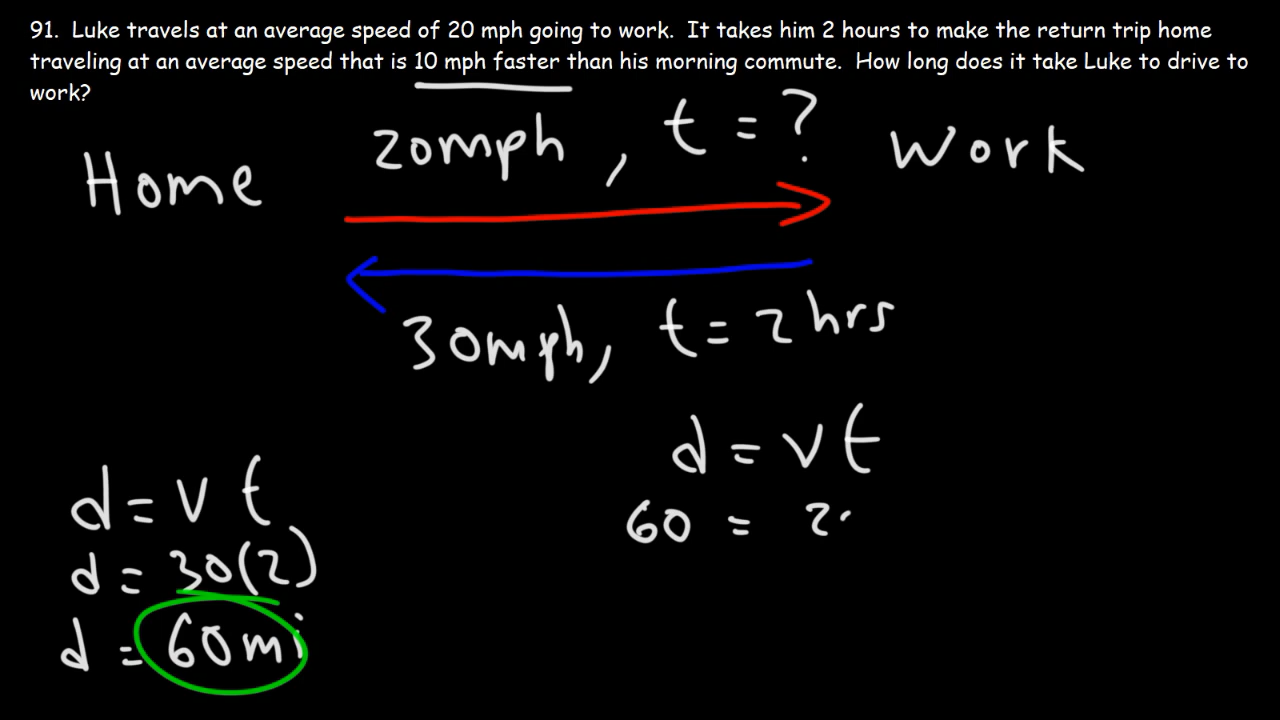 91. Luke travels at an average speed of 20 mph going to work. It takes him 2 hours to make the return trip home
traveling at an average speed that is 10 mph faster than his morning commute. How long does it take Luke to drive to
work?
Home 20mph, t = ? Work
30mph, t = 2 hrs
d = v t
d = 30(2)
d = 60mi
d = v t
60 = 2